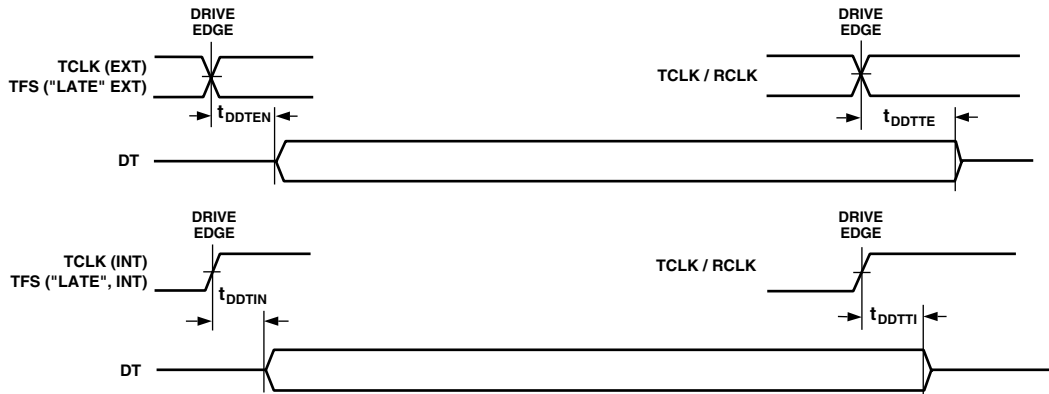 DRIVE
EDGE
DRIVE
EDGE
TCLK (EXT)
TFS ("LATE" EXT)
TCLK / RCLK
tDDTEN
tDDTTE
DT
DRIVE
EDGE
DRIVE
EDGE
TCLK (INT)
TFS ("LATE", INT)
TCLK / RCLK
tDDTIN
tDDTTI
DT